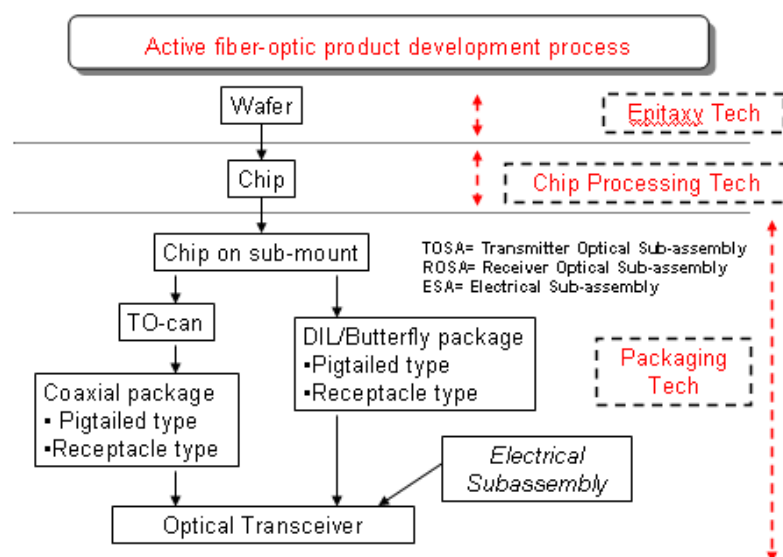 Active fiber-optic product development process
Wafer
Epitaxy Tech
Chip
Chip Processing Tech
Chip on sub-mount
TOSA= Transmitter Optical Sub-assembly
ROSA= Receiver Optical Sub-assembly
ESA= Electrical Sub-assembly
TO-can
DIL/Butterfly package
▪Pigtailed type
▪Receptacle type
Packaging
Tech
Coaxial package
▪ Pigtailed type
▪Receptacle type
Electrical
Subassembly
Optical Transceiver